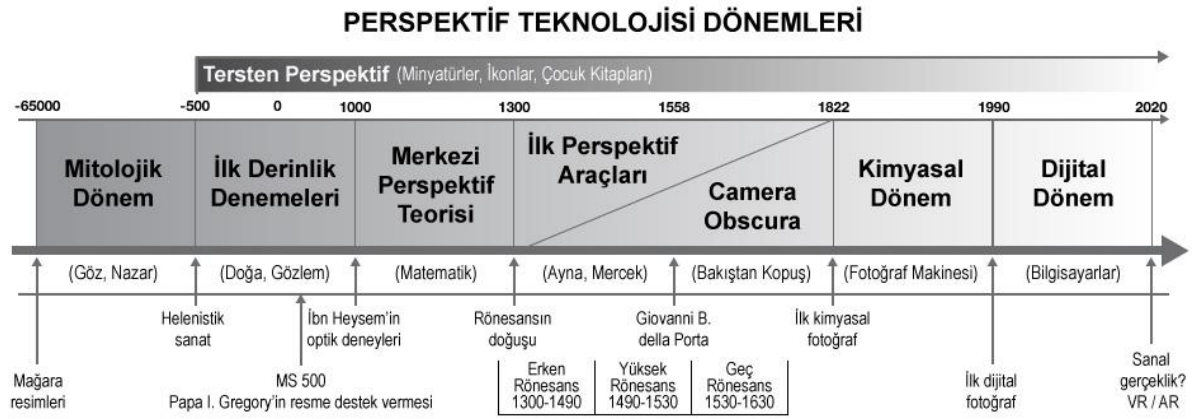 PERSPEKTİF TEKNOLOJİSİ DÖNEMLERİ
Tersten Perspektif (Minyatürler, İkonlar, Çocuk Kitapları)
-65000 -500 0 1000 1300 1558 1822 1990 2020
Mitolojik
Dönem
İlk Derinlik
Denemeleri
Merkezi
Perspektif
Teorisi
İlk Perspektif
Araçları
Camera
Obscura
Kimyasal
Dönem
Dijital
Dönem
(Göz, Nazar) (Doğa, Gözlem) (Matematik) (Ayna, Mercek) (Bakıştan Kopuş) (Fotoğraf Makinesi) (Bilgisayarlar)
Helenistik
sanat
İbn Heysem'in
optik deneyleri
Rönesansın
doğuşu
Giovanni B.
della Porta
İlk kimyasal
fotoğraf
Mağara
resimleri
MS 500
Papa I. Gregory'in resme destek vermesi
Erken
Rönesans
1300-1490
Yüksek
Rönesans
1490-1530
Geç
Rönesans
1530-1630
İlk dijital
fotoğraf
Sanal
gerçeklik?
VR / AR